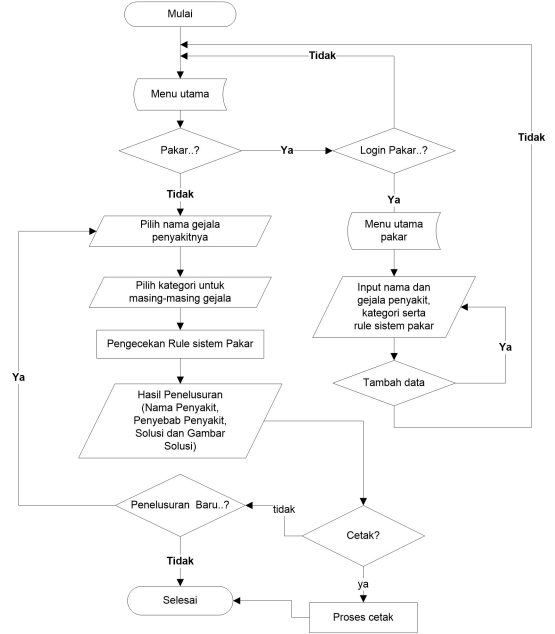 Mulai
Tidak
Menu utama
Tidak
Pakar..?
Ya
Login Pakar..?
Tidak
Ya
Pilih nama gejala
penyakitnya
Menu utama
pakar
Pilih kategori untuk
masing-masing gejala
Input nama dan
gejala penyakit,
kategori serta
rule sistem pakar
Pengecekan Rule sistem Pakar
Ya
Ya
Tambah data
Hasil Penelusuran
(Nama Penyakit,
Penyebab Penyakit,
Solusi dan Gambar
Solusi)
Penelusuran Baru..?
tidak
Cetak?
Tidak
ya
Selesai
Proses cetak